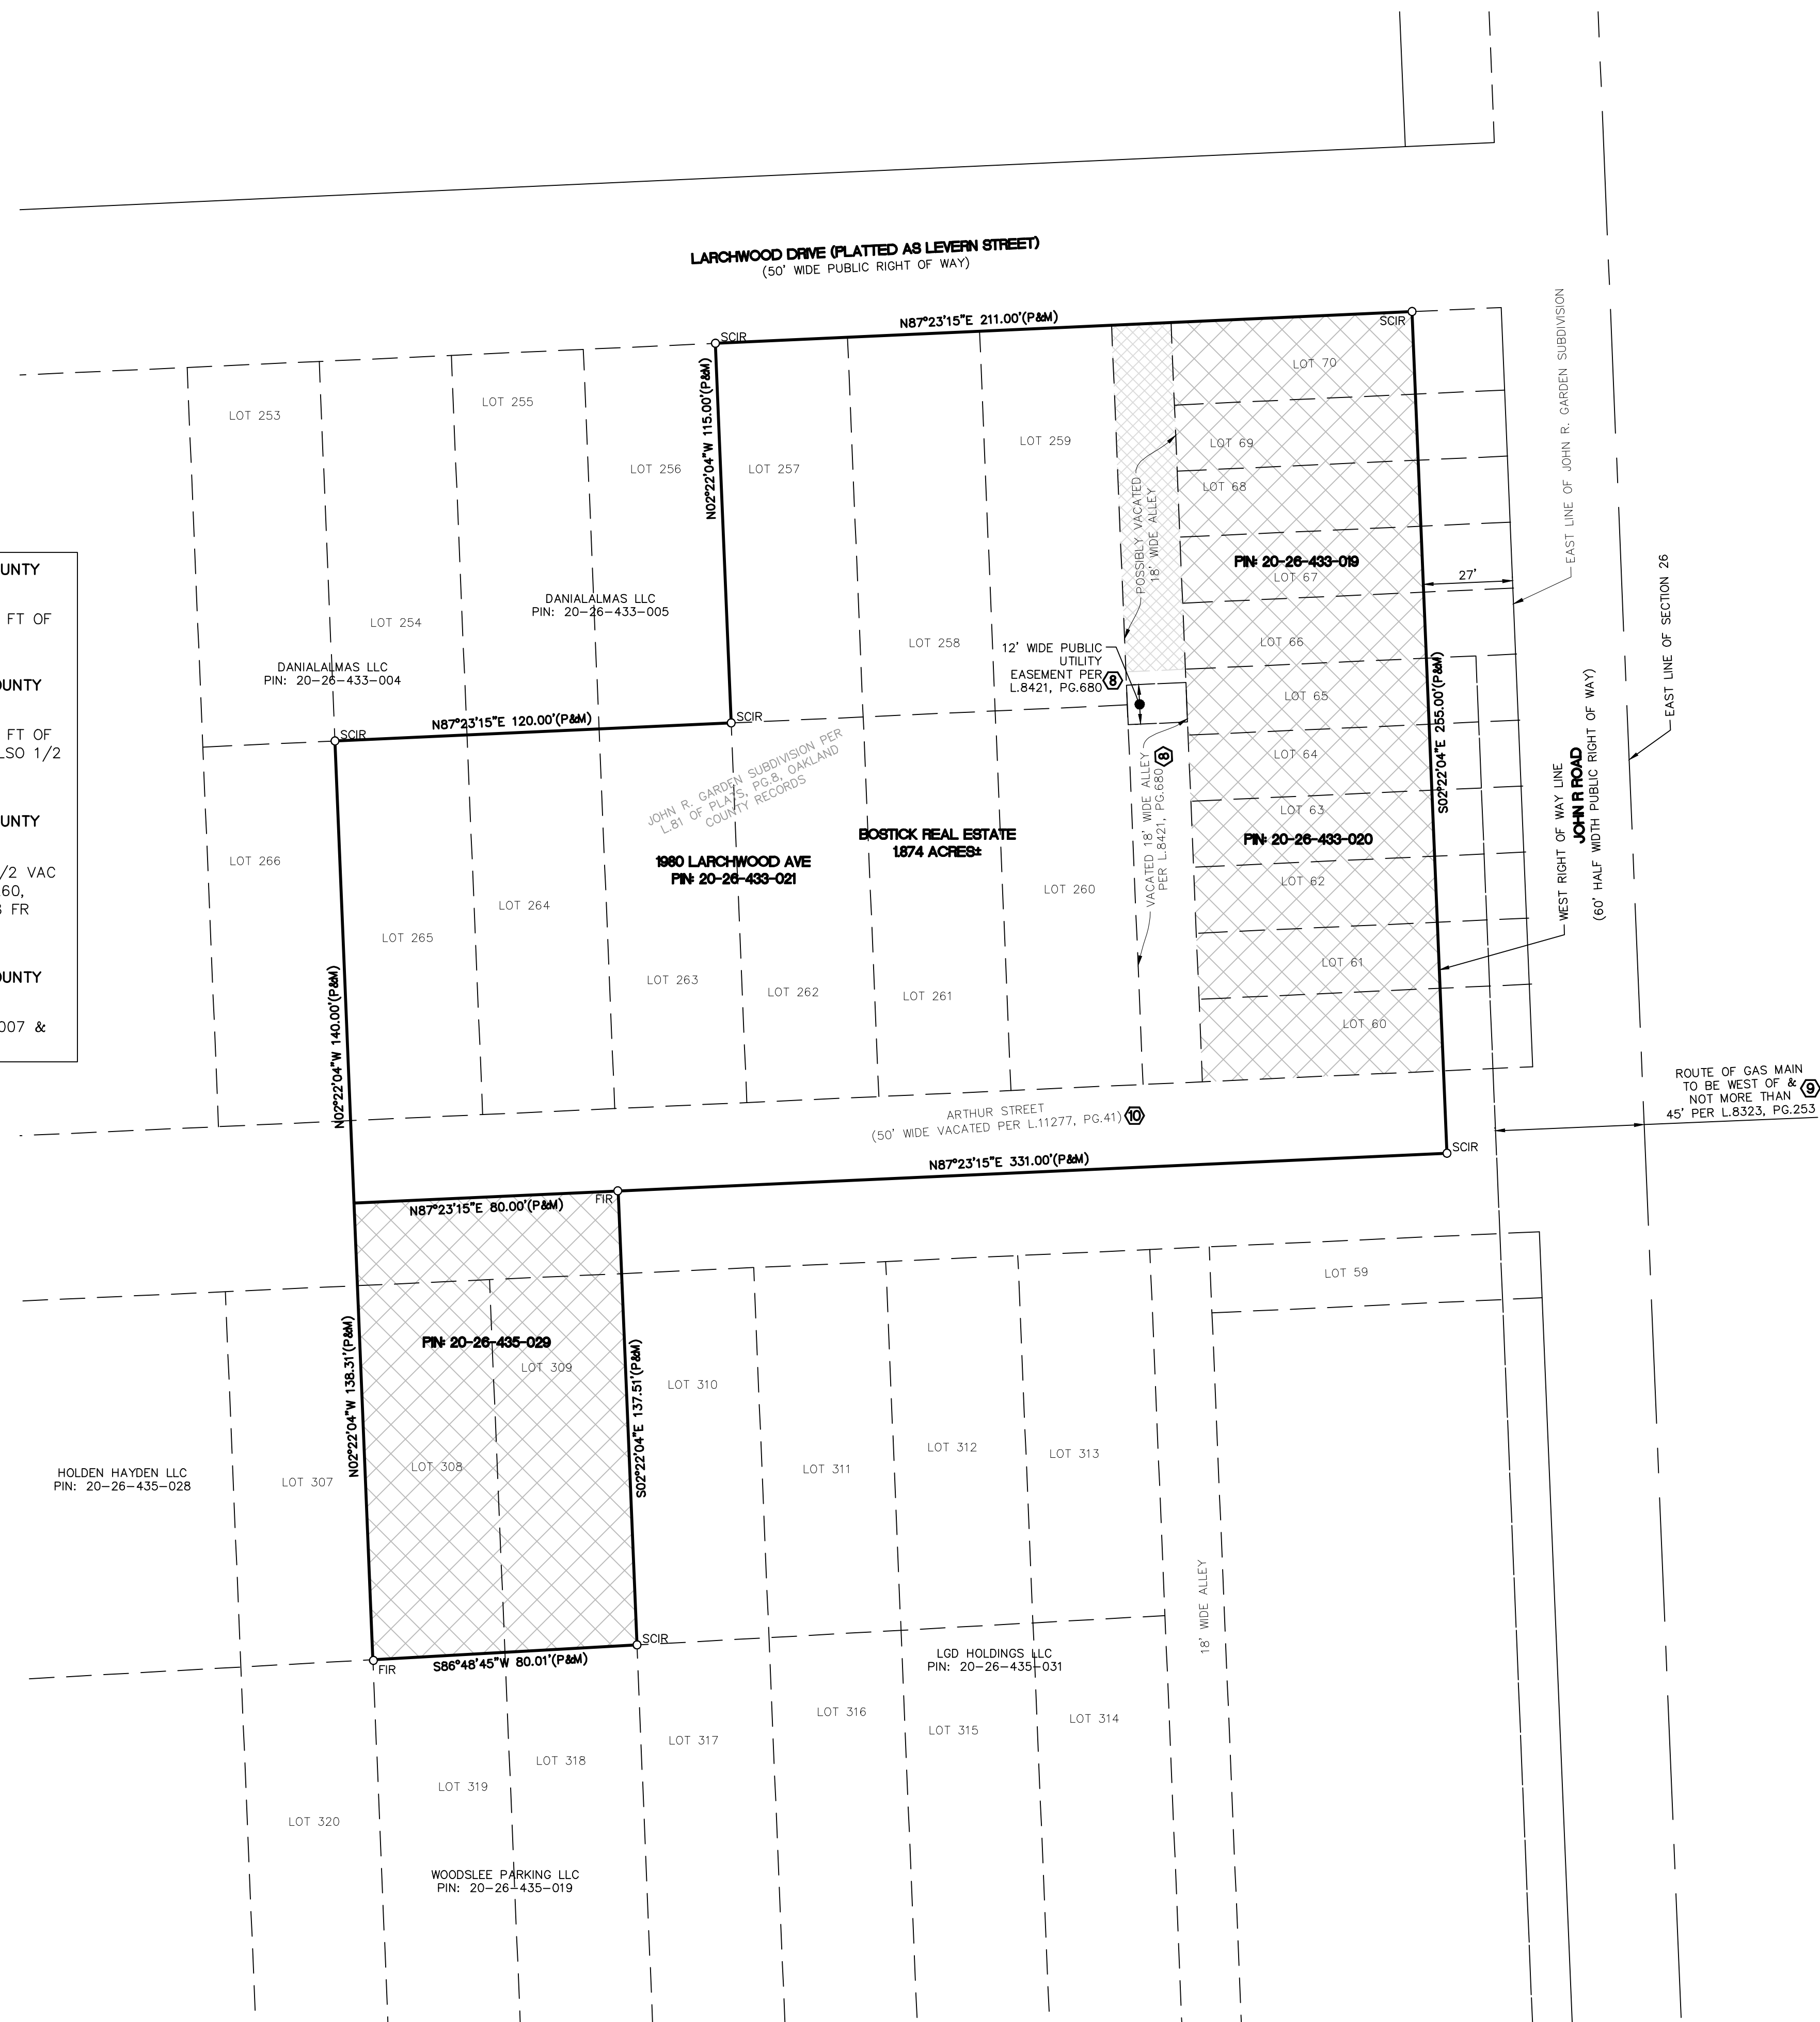 LARCHWOOD DRIVE (PLATTED AS LEVERN STREET)
(50' WIDE PUBLIC RIGHT OF WAY)
N87°23'15"E 211.00'(P&M)
SCIR
SCIR
LOT 253
LOT 255
LOT 256
LOT 254
N02°22'04"W 115.00'(P&M)
LOT 257
LOT 259
LOT 258
LOT 70
LOT 69
LOT 68
POSSIBLY VACATED
18' WIDE ALLEY
PIN: 20-26-433-019
LOT 67
LOT 66
27'
EAST LINE OF JOHN R. GARDEN SUBDIVISION
EAST LINE OF SECTION 26
UNTY
FT OF
OUNTY
FT OF
LSO 1/2
UNTY
/2 VAC
60,
3 FR
OUNTY
007 &
DANIALALMAS LLC
PIN: 20-26-433-005
DANIALALMAS LLC
PIN: 20-26-433-004
12' WIDE PUBLIC
UTILITY
EASEMENT PER
L.8421, PG.680 8
LOT 65
LOT 64
LOT 63
PIN: 20-26-433-020
LOT 62
LOT 61
LOT 60
S02°22'04"E 255.00'(P&M)
WEST RIGHT OF WAY LINE
JOHN R ROAD
(60' HALF WIDTH PUBLIC RIGHT OF WAY)
SCIR
N87°23'15"E 120.00'(P&M)
SCIR
JOHN R. GARDEN SUBDIVISION PER
L.81 OF PLATS, PG.8, OAKLAND
COUNTY RECORDS
VACATED 18' WIDE ALLEY
PER L.8421, PG.680 8
BOSTICK REAL ESTATE
1.874 ACRES±
1980 LARCHWOOD AVE
PIN: 20-26-433-021
LOT 266
LOT 265
LOT 264
LOT 263
LOT 262
LOT 261
LOT 260
N02°22'04"W 140.00'(P&M)
ARTHUR STREET
(50' WIDE VACATED PER L.11277, PG.41) 10
ROUTE OF GAS MAIN
TO BE WEST OF &
NOT MORE THAN 9
45' PER L.8323, PG.253
N87°23'15"E 331.00'(P&M)
SCIR
FIR
N87°23'15"E 80.00'(P&M)
PIN: 20-26-435-029
LOT 309
LOT 308
N02°22'04"W 138.31'(P&M)
S02°22'04"E 137.51'(P&M)
LOT 310
LOT 311
LOT 312
LOT 313
LOT 59
18' WIDE ALLEY
HOLDEN HAYDEN LLC
PIN: 20-26-435-028
LOT 307
SCIR
FIR
S86°48'45"W 80.01'(P&M)
LGD HOLDINGS LLC
PIN: 20-26-435-031
LOT 316
LOT 315
LOT 314
LOT 317
LOT 318
LOT 319
LOT 320
WOODSLEE PARKING LLC
PIN: 20-26-435-019